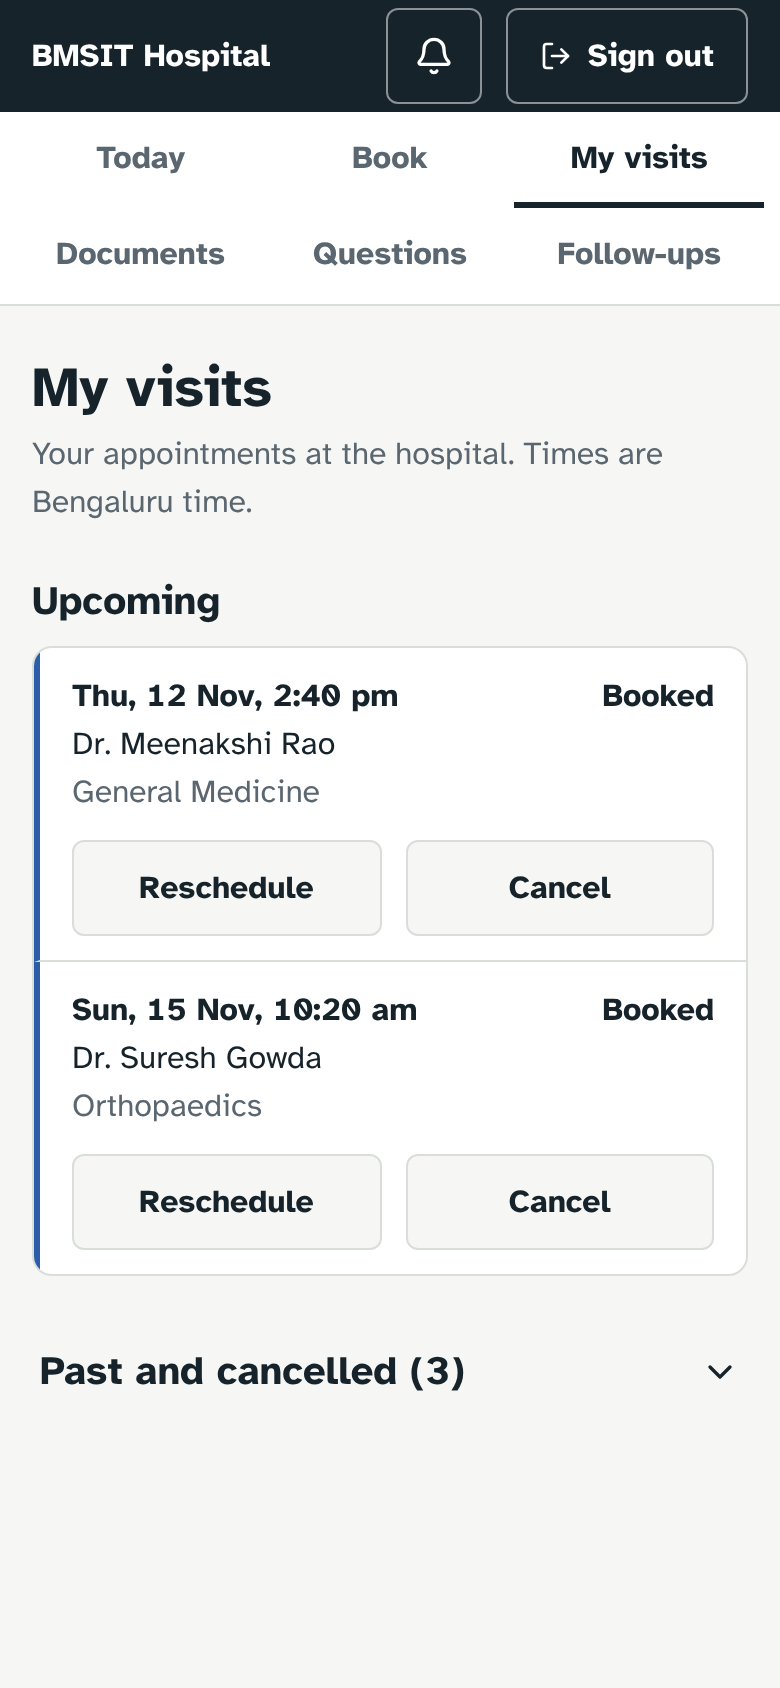 BMSIT Hospital
Sign out
Today
Book
My visits
Documents
Questions
Follow-ups
My visits
Your appointments at the hospital. Times are
Bengaluru time.
Upcoming
Thu, 12 Nov, 2:40 pm
Booked
Dr. Meenakshi Rao
General Medicine
Reschedule
Cancel
Sun, 15 Nov, 10:20 am
Booked
Dr. Suresh Gowda
Orthopaedics
Reschedule
Cancel
Past and cancelled (3)